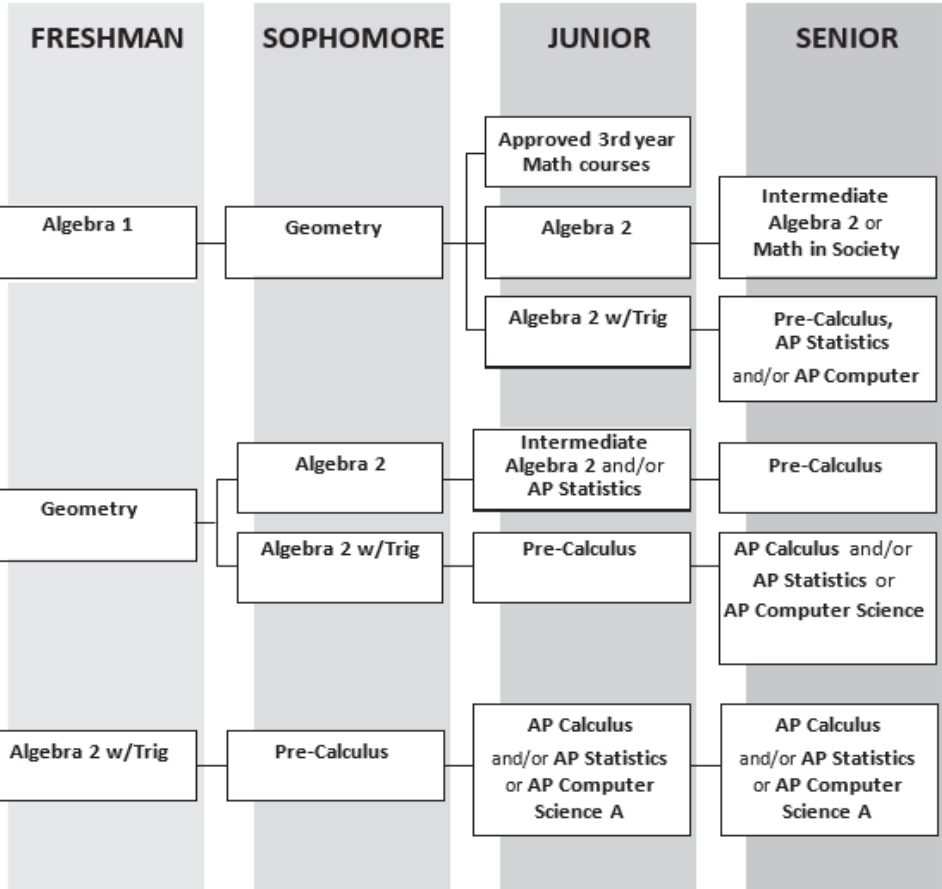 FRESHMAN
SOPHOMORE
JUNIOR
SENIOR
Approved 3rd year
Math courses
Algebra 1
Geometry
Algebra 2
Intermediate
Algebra 2 or
Math in Society
Algebra 2 w/Trig
Pre-Calculus,
AP Statistics
and/or AP Computer
Geometry
Algebra 2
Intermediate
Algebra 2 and/or
AP Statistics
Pre-Calculus
Algebra 2 w/Trig
Pre-Calculus
AP Calculus and/or
AP Statistics or
AP Computer Science
Algebra 2 w/Trig
Pre-Calculus
AP Calculus
and/or AP Statistics
or AP Computer
Science A
AP Calculus
and/or AP Statistics
or AP Computer
Science A